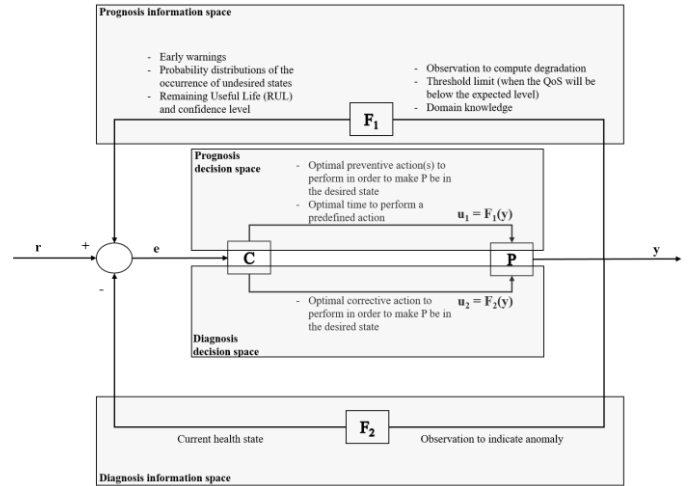 Prognosis information space
- Early warnings
- Probability distributions of the
occurrence of undesired states
- Remaining Useful Life (RUL)
and confidence level
- Observation to compute degradation
- Threshold limit (when the QoS will be
below the expected level)
- Domain knowledge
F₁
Prognosis
decision space
- Optimal preventive action(s) to
perform in order to make P be in
the desired state
- Optimal time to perform a
predefined action
u₁ = F₁(y)
r
+
-
e
C
P
y
- Optimal corrective action to
perform in order to make P be in
the desired state
u₂ = F₂(y)
Diagnosis
decision space
F₂
Current health state
Observation to indicate anomaly
Diagnosis information space